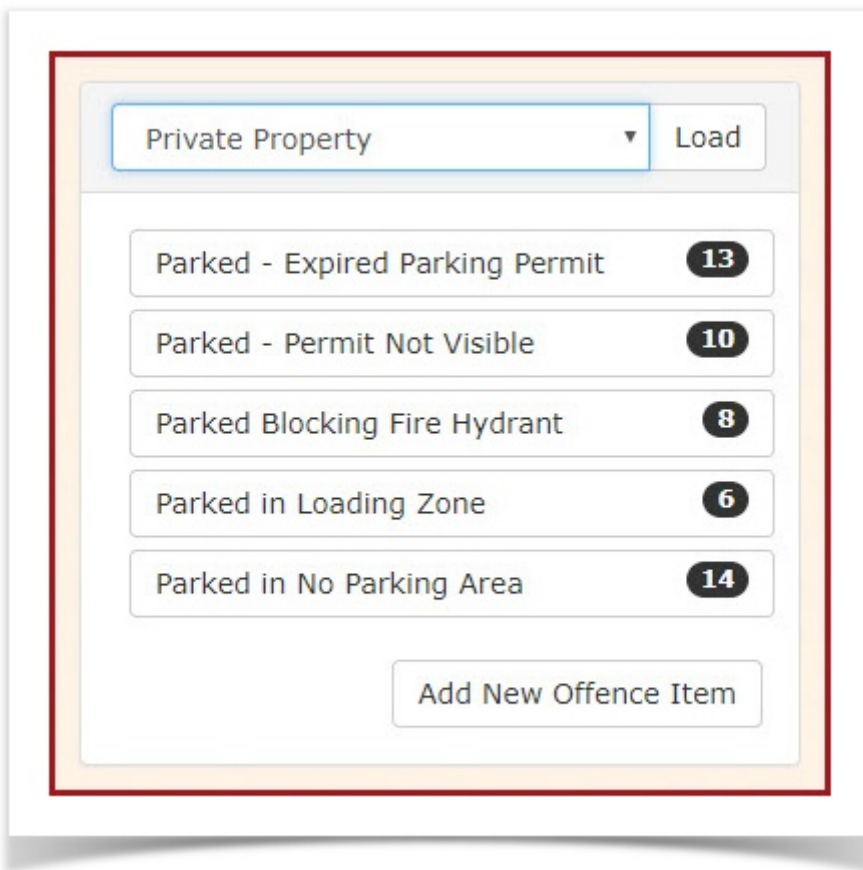 Private Property Load
Parked - Expired Parking Permit 13
Parked - Permit Not Visible 10
Parked Blocking Fire Hydrant 8
Parked in Loading Zone 6
Parked in No Parking Area 14
Add New Offence Item